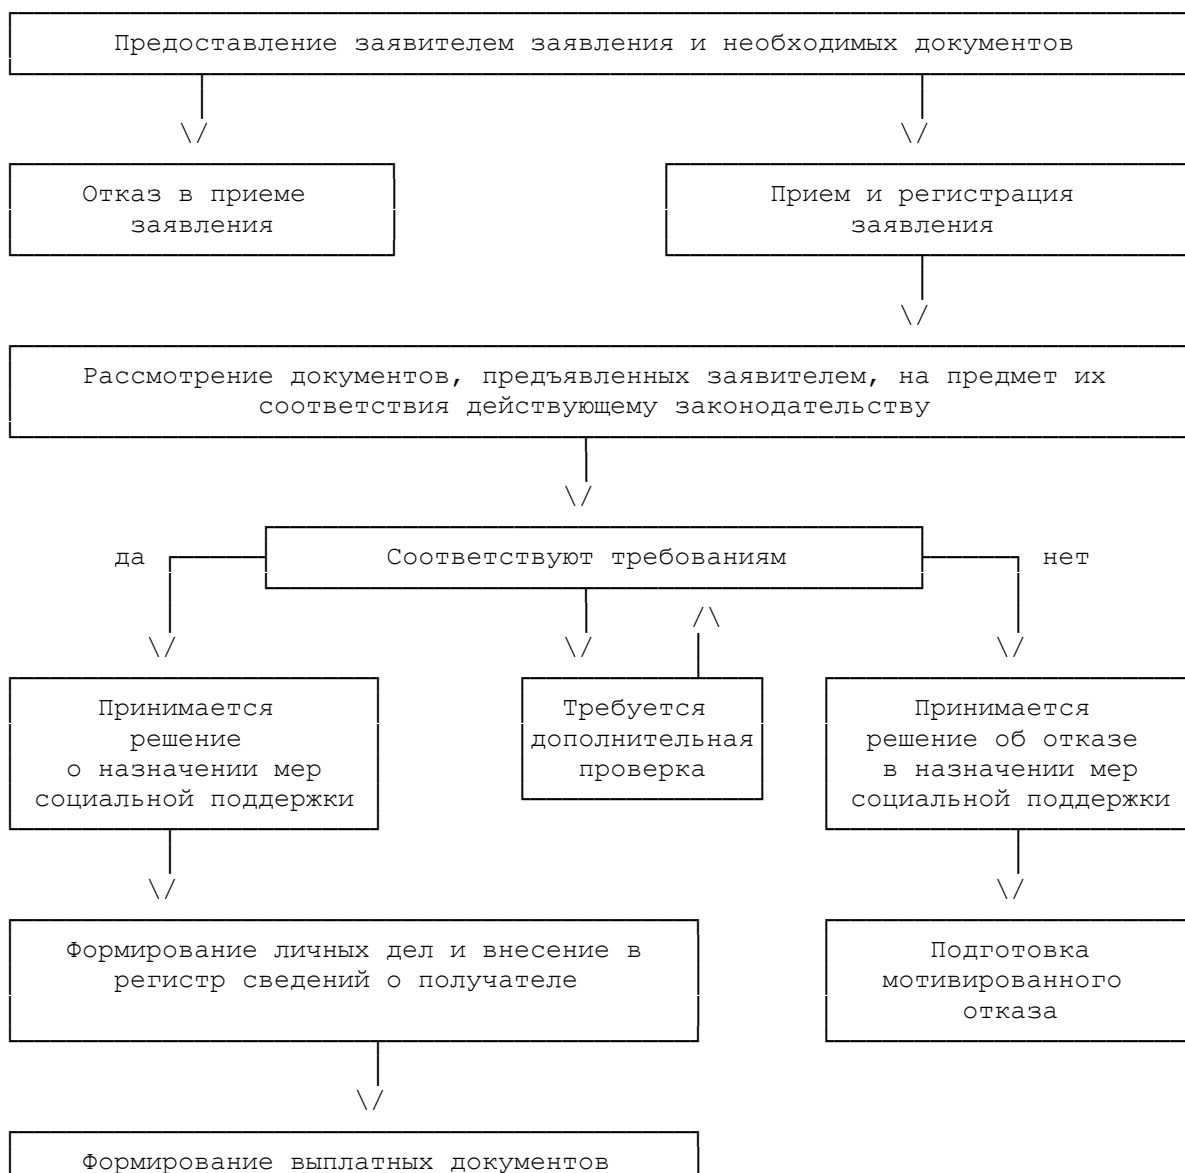 Предоставление заявителем заявления и необходимых документов
Отказ в приеме
заявления
Прием и регистрация
заявления
Рассмотрение документов, предъявленных заявителем, на предмет их
соответствия действующему законодательству
да
Соответствуют требованиям
нет
Принимается
решение
о назначении мер
социальной поддержки
Требуется
дополнительная
проверка
Принимается
решение об отказе
в назначении мер
социальной поддержки
Формирование личных дел и внесение в
регистр сведений о получателе
Подготовка
мотивированного
отказа
Формирование выплатных документов